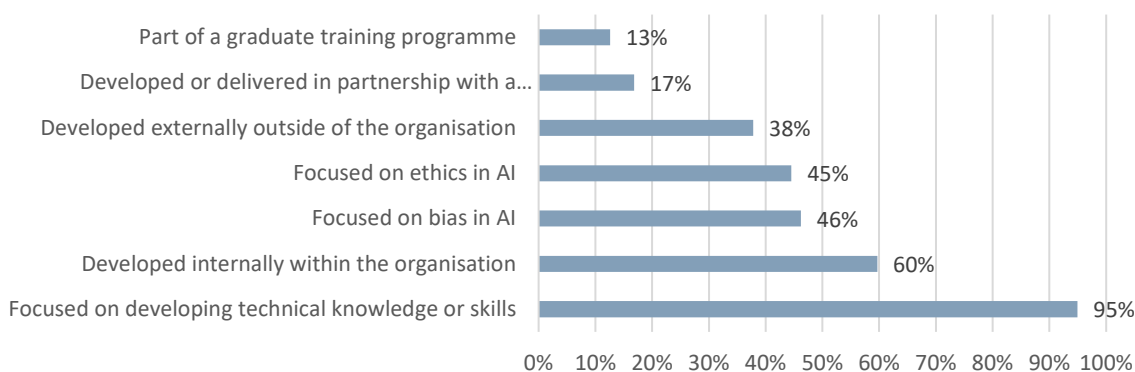 Part of a graduate training programme 13%
Developed or delivered in partnership with a... 17%
Developed externally outside of the organisation 38%
Focused on ethics in AI 45%
Focused on bias in AI 46%
Developed internally within the organisation 60%
Focused on developing technical knowledge or skills 95%
0% 10% 20% 30% 40% 50% 60% 70% 80% 90% 100%